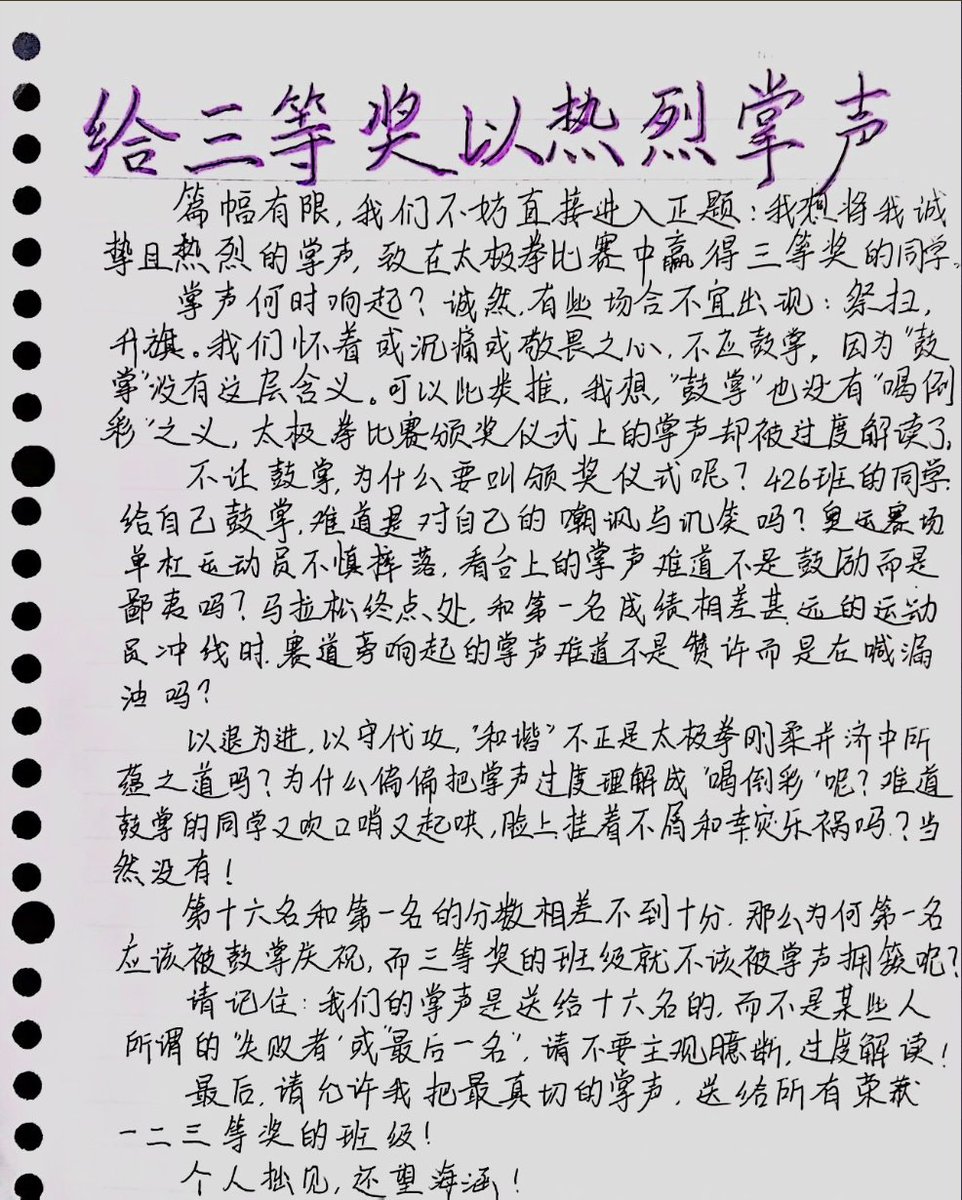 给三等奖以热烈掌声
篇幅有限,我们不妨直接进入正题:我想将我诚
挚且热烈的掌声,致在太极拳比赛中赢得三等奖的同学。
掌声何时响起?诚然,有些场合不宜出现:祭扫,
升旗。我们怀着或沉痛或敬畏之心,不应鼓掌,因为“鼓
掌”没有这层含义。可以此类推,我想,“鼓掌”也没有“喝倒
彩”之义,太极拳比赛颁奖仪式上的掌声却被过度解读了。
不让鼓掌,为什么要叫颁奖仪式呢?426班的同学
给自己鼓掌,难道是对自己的嘲讽与讥笑吗?奥运赛场
单杠运动员不慎摔落,看台上的掌声难道不是鼓励而是
鄙夷吗?马拉松终点处,和第一名成绩相差甚远的运动
员冲线时,赛道旁响起的掌声难道不是赞许而是在喊漏
油吗?
以退为进,以守代攻,“和谐”不正是太极拳刚柔并济中所
蕴之道吗?为什么偏偏把掌声过度理解成‘喝倒彩’呢?难道
鼓掌的同学又吹口哨又起哄,脸上挂着不屑和幸灾乐祸吗?当
然没有!
第十六名和第一名的分数相差不到十分,那么为何第一名
应该被鼓掌庆祝,而三等奖的班级就不该被掌声拥簇呢?
请记住:我们的掌声是送给十六名的,而不是某些人
所谓的‘失败者’或“最后一名”,请不要主观臆断,过度解读!
最后,请允许我把最真切的掌声,送给所有荣获
一二三等奖的班级!
个人拙见,还望海涵!